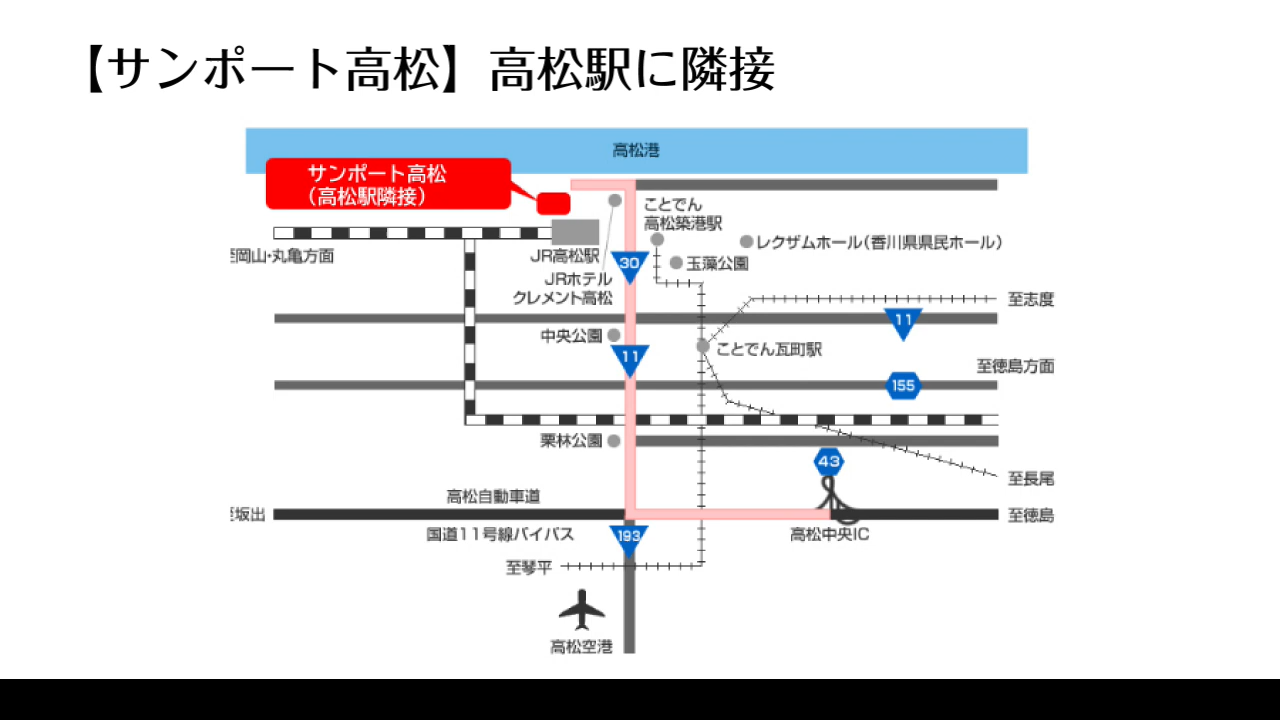 【サンポート高松】高松駅に隣接
高松港
サンポート高松
（高松駅隣接）
ことでん
高松築港駅
レクザムホール（香川県県民ホール）
至岡山・丸亀方面
JR高松駅
30
玉藻公園
JRホテル
クレメント高松
至志度
11
中央公園
11
ことでん瓦町駅
至徳島方面
155
栗林公園
43
至長尾
高松自動車道
至坂出
至徳島
国道11号線バイパス
193
高松中央IC
至琴平
高松空港